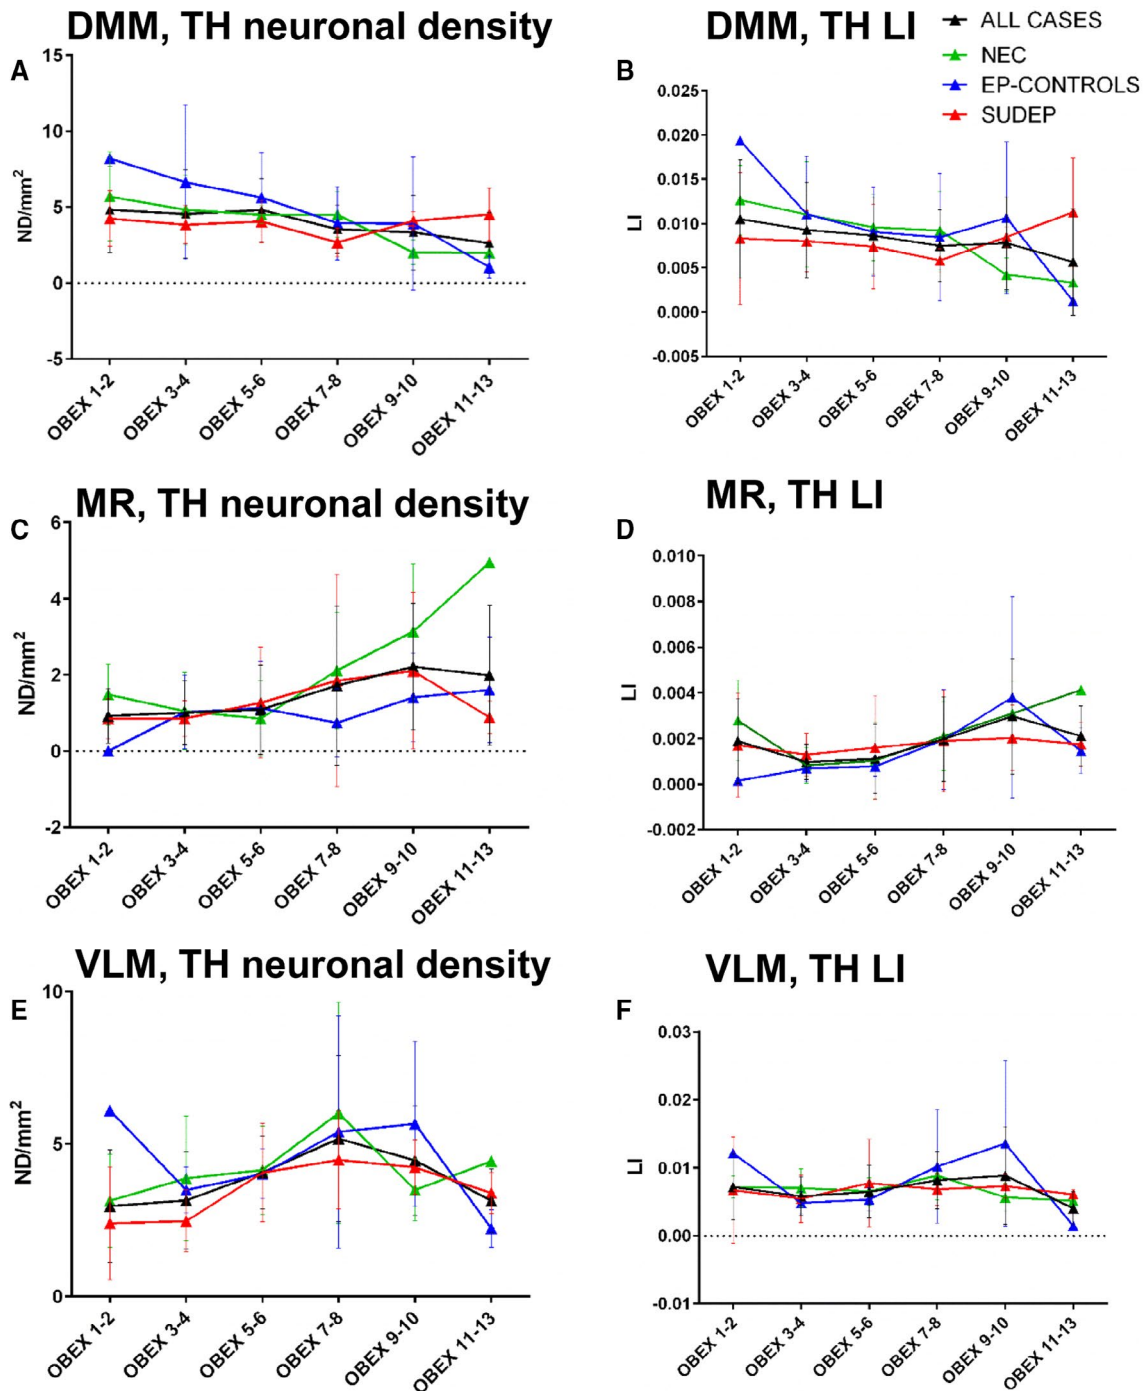 DMM, TH neuronal density
A
15
10
5
0
-5
ND/mm²
OBEX 1-2
OBEX 3-4
OBEX 5-6
OBEX 7-8
OBEX 9-10
OBEX 11-13
DMM, TH LI
ALL CASES
NEC
EP-CONTROLS
SUDEP
B
0.025
0.020
0.015
0.010
0.005
0.000
-0.005
LI
OBEX 1-2
OBEX 3-4
OBEX 5-6
OBEX 7-8
OBEX 9-10
OBEX 11-13
MR, TH neuronal density
C
6
4
2
0
-2
ND/mm²
OBEX 1-2
OBEX 3-4
OBEX 5-6
OBEX 7-8
OBEX 9-10
OBEX 11-13
MR, TH LI
D
0.010
0.008
0.006
0.004
0.002
0.000
-0.002
LI
OBEX 1-2
OBEX 3-4
OBEX 5-6
OBEX 7-8
OBEX 9-10
OBEX 11-13
VLM, TH neuronal density
E
10
5
0
ND/mm²
OBEX 1-2
OBEX 3-4
OBEX 5-6
OBEX 7-8
OBEX 9-10
OBEX 11-13
VLM, TH LI
F
0.03
0.02
0.01
0.00
-0.01
LI
OBEX 1-2
OBEX 3-4
OBEX 5-6
OBEX 7-8
OBEX 9-10
OBEX 11-13